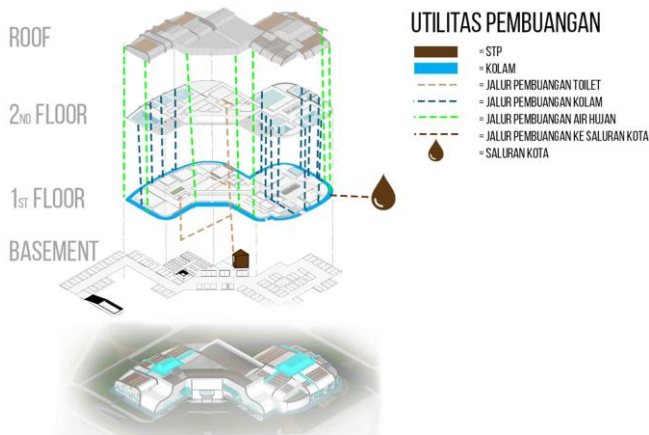 ROOF
2ND FLOOR
1ST FLOOR
BASEMENT
UTILITAS PEMBUANGAN
= STP
= KOLAM
= JALUR PEMBUANGAN TOILET
= JALUR PEMBUANGAN KOLAM
= JALUR PEMBUANGAN AIR HUJAN
= JALUR PEMBUANGAN KE SALURAN KOTA
= SALURAN KOTA